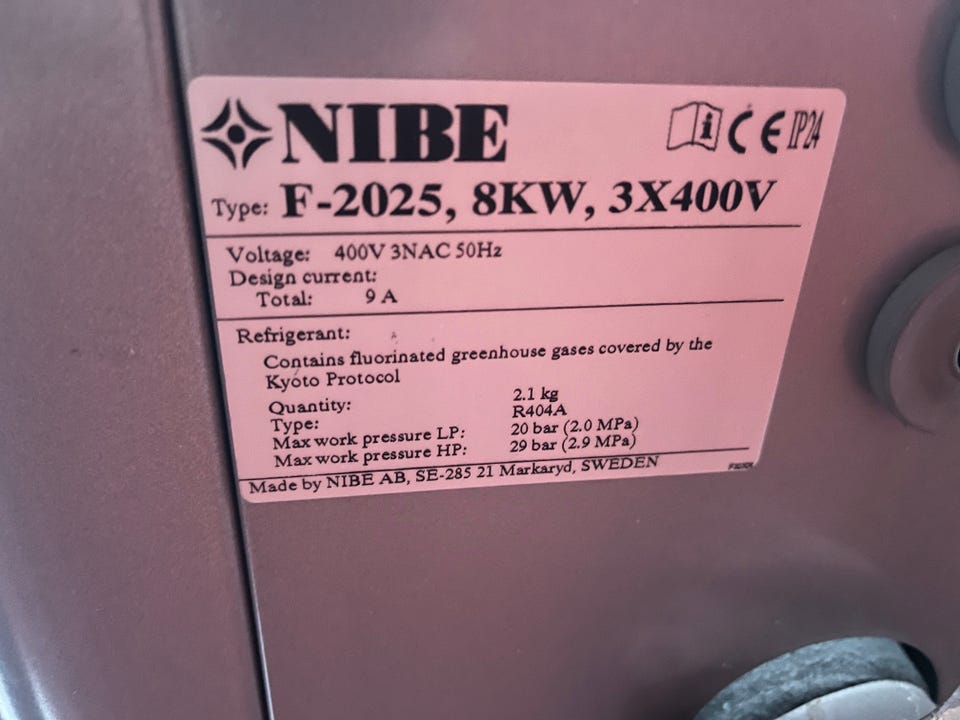 NIBE
CE IP24
Type: F-2025, 8KW, 3X400V
Voltage: 400V 3NAC 50Hz
Design current:
Total: 9 A
Refrigerant:
Contains fluorinated greenhouse gases covered by the
Kyoto Protocol
Quantity: 2.1 kg
Type: R404A
Max work pressure LP: 20 bar (2.0 MPa)
Max work pressure HP: 29 bar (2.9 MPa)
Made by NIBE AB, SE-285 21 Markaryd, SWEDEN